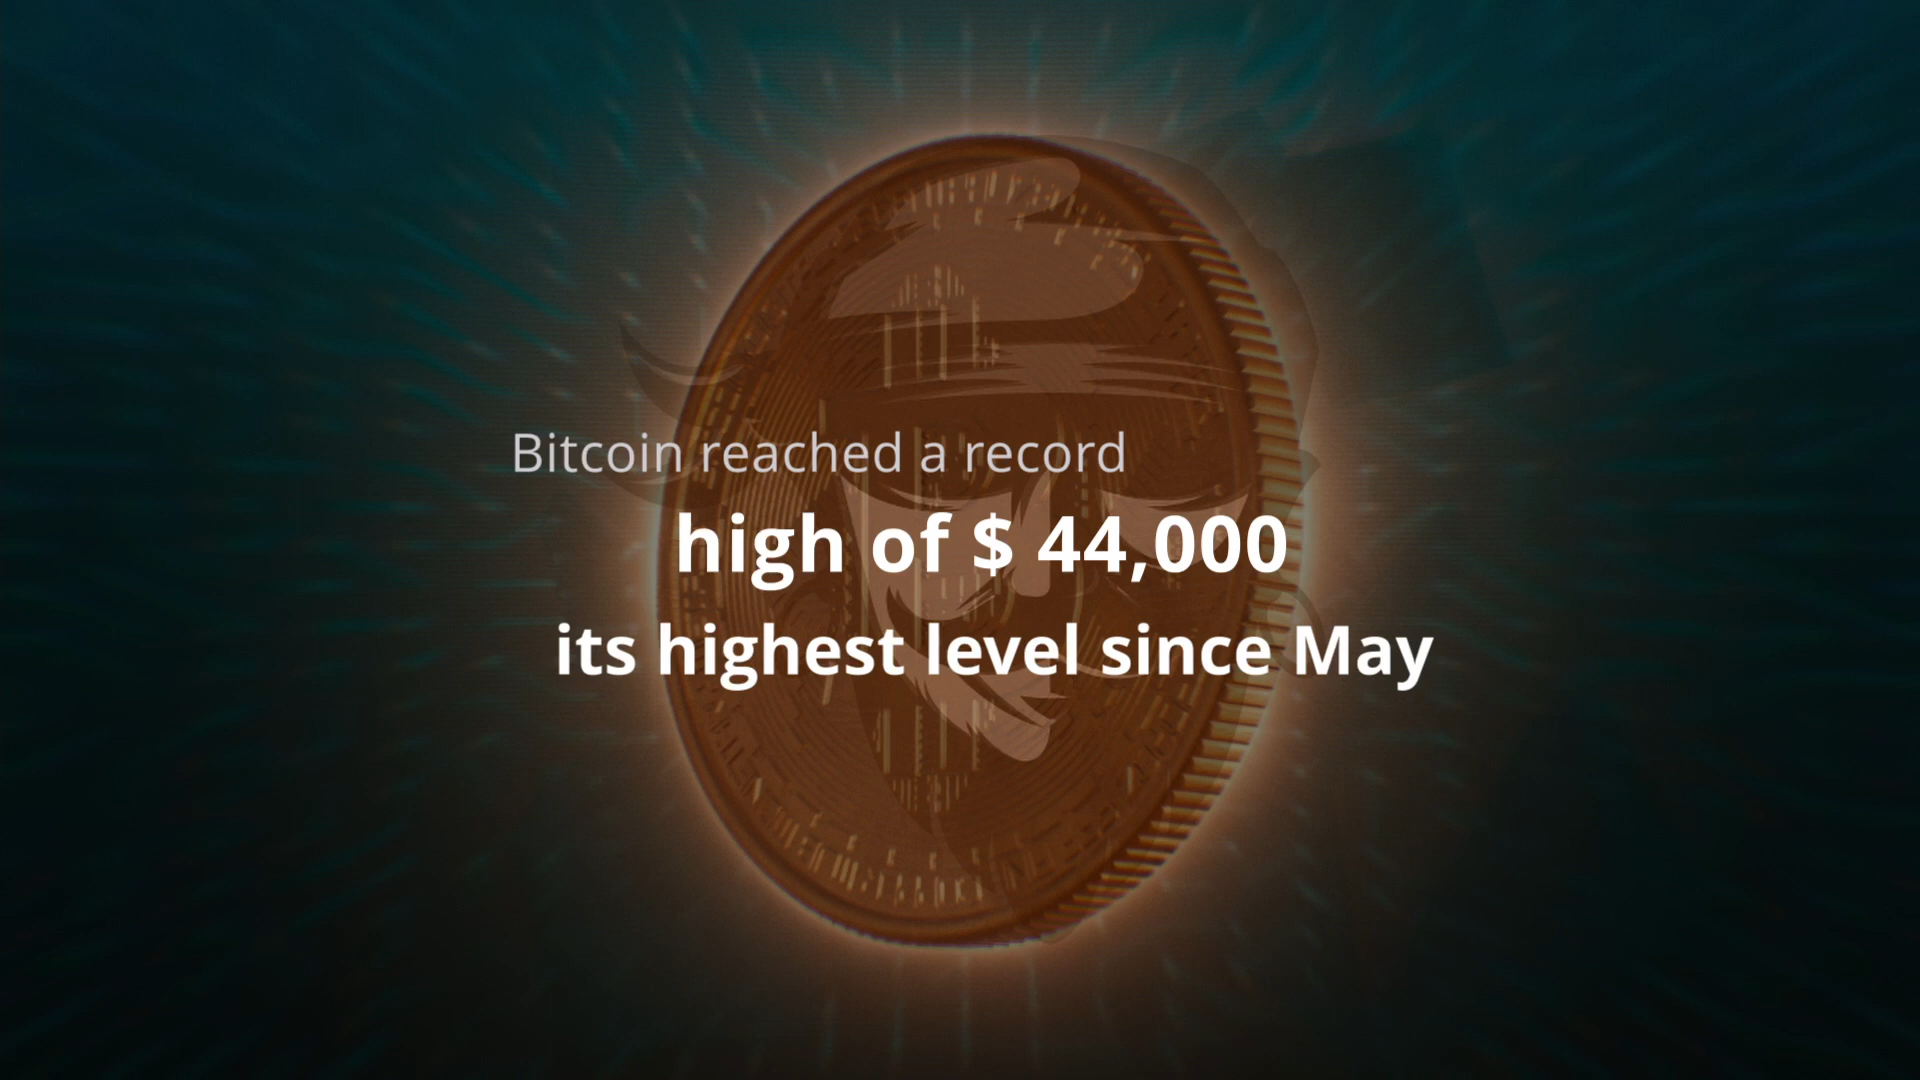 Bitcoin reached a record
high of $ 44,000
its highest level since May